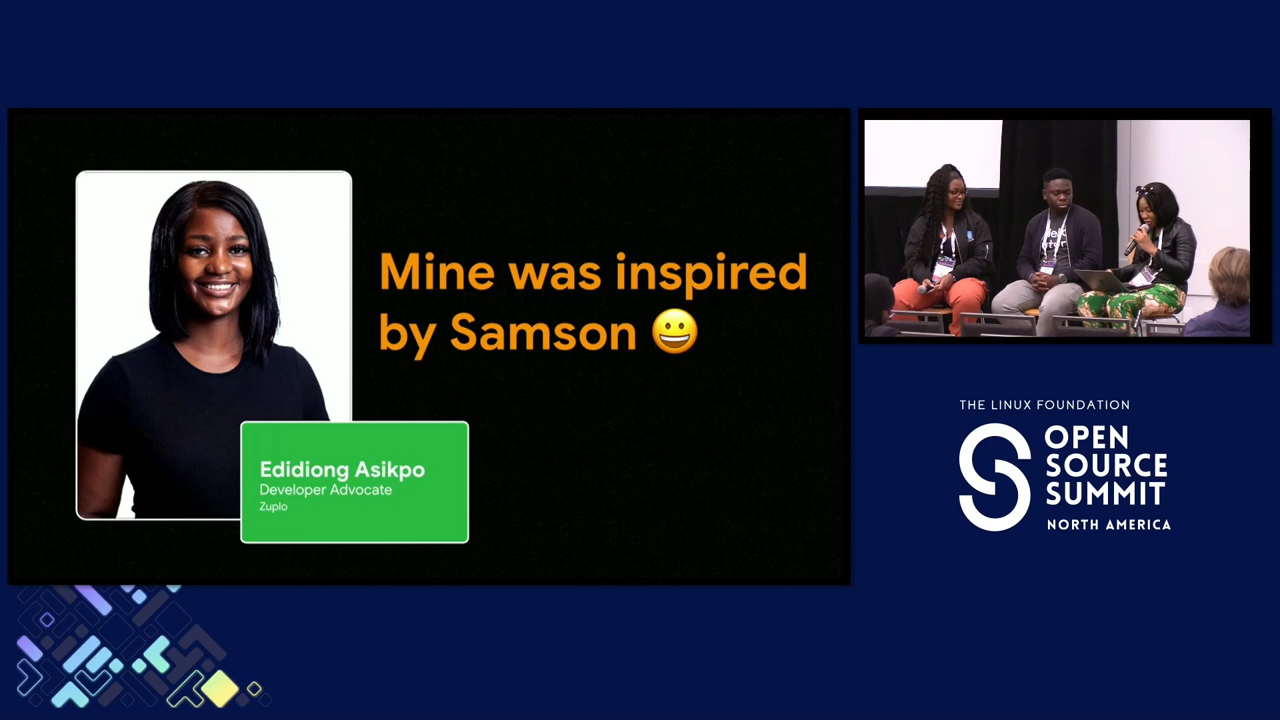 Mine was inspired
by Samson 😀
Edidiong Asikpo
Developer Advocate
Zuplo
THE LINUX FOUNDATION
OPEN
SOURCE
SUMMIT
NORTH AMERICA